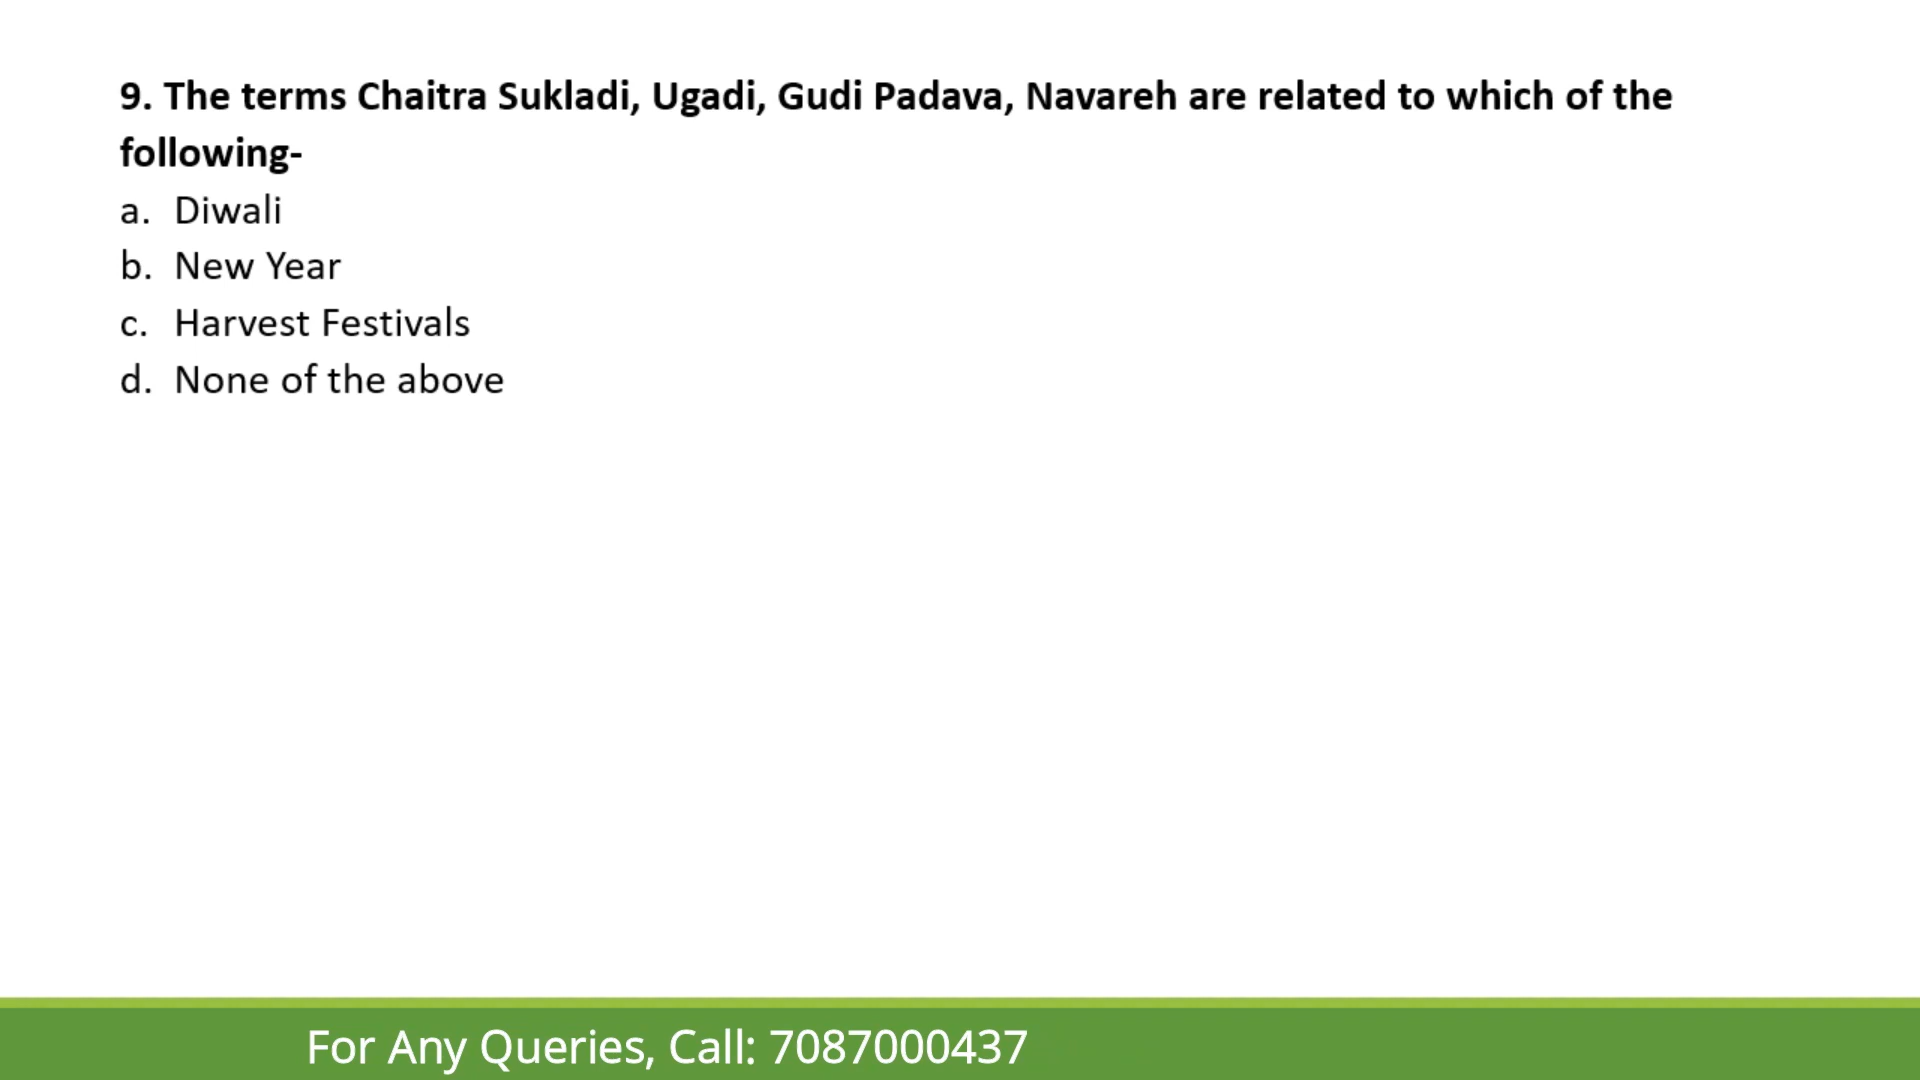 9. The terms Chaitra Sukladi, Ugadi, Gudi Padava, Navareh are related to which of the
following-
a. Diwali
b. New Year
c. Harvest Festivals
d. None of the above
For Any Queries, Call: 7087000437